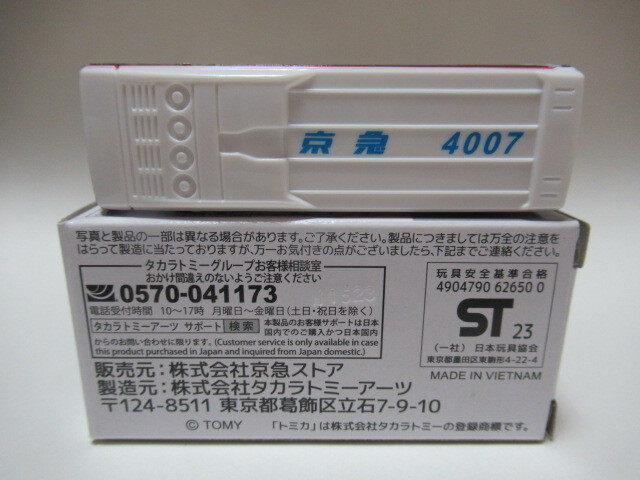 京急 4007
写真と製品の一部は異なる場合があります。ご了承ください。製品につきましては万全の注意を
はらって製造に当たっておりますが、万一お気付きの点がございましたら、下記までご連絡ください。
タカラトミーグループお客様相談室
おかけ間違えのないようご注意ください
0570-041173
電話受付時間 10～17時 月曜日～金曜日(土日・祝日を除く)
タカラトミーアーツ サポート 検索
本製品のお客様サポートは日本
国内でのご購入かつ日本国内
からのお問い合わせに限ります。(Customer service is only available in case
this product purchased in Japan and inquired from Japan domestic.)
玩具安全基準合格
4904790 62650 0
ST 23
(一社) 日本玩具協会
東京都墨田区東駒形4-22-4
MADE IN VIETNAM
販売元：株式会社京急ストア
製造元：株式会社タカラトミーアーツ
〒124-8511 東京都葛飾区立石7-9-10
© TOMY 「トミカ」は株式会社タカラトミーの登録商標です。